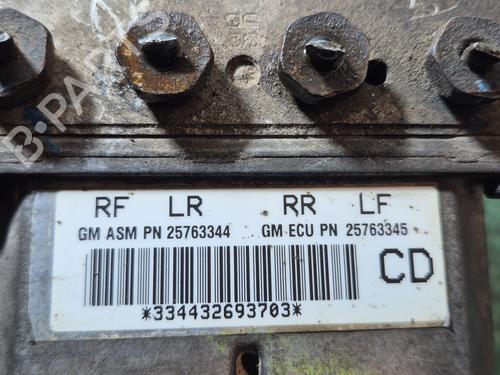 B-PARTS
RF LR RR LF
GM ASM PN 25763344 GM ECU PN 25763345
CD
*334432693703*